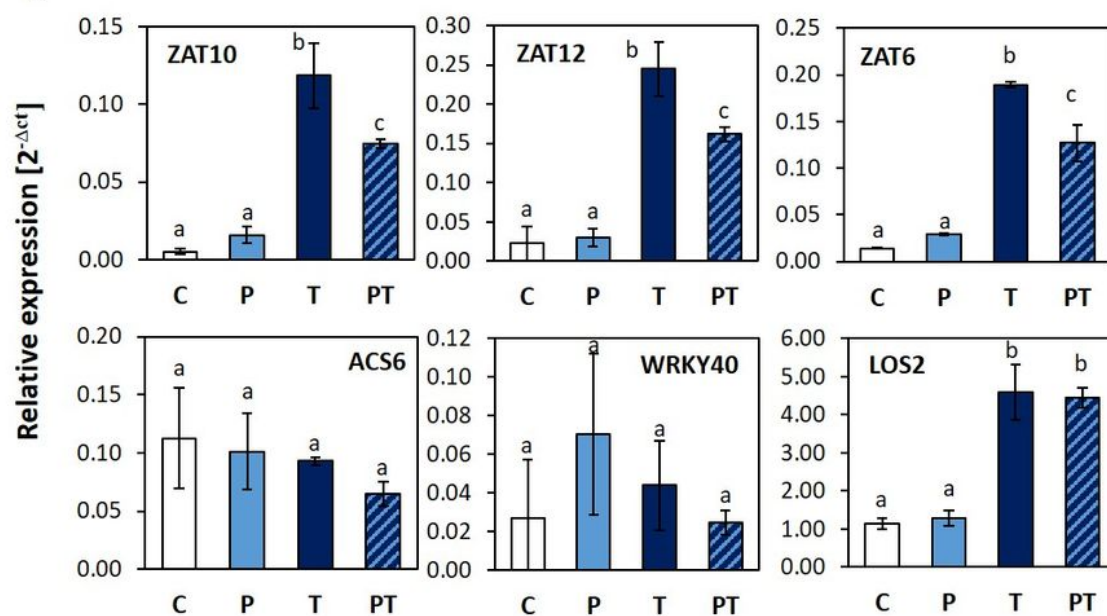 Relative expression [2^-Δct]
0.15
0.10
0.05
0.00
ZAT10
a
a
b
c
C P T PT
0.30
0.25
0.20
0.15
0.10
0.05
0.00
ZAT12
a
a
b
c
C P T PT
0.25
0.20
0.15
0.10
0.05
0.00
ZAT6
a
a
b
c
C P T PT
0.20
0.15
0.10
0.05
0.00
ACS6
a
a
a
a
C P T PT
0.12
0.10
0.08
0.06
0.04
0.02
0.00
WRKY40
a
a
a
a
C P T PT
6.00
5.00
4.00
3.00
2.00
1.00
0.00
LOS2
a
a
b
b
C P T PT